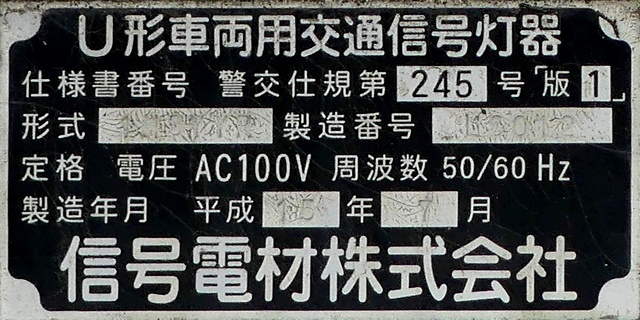 U形車両用交通信号灯器
仕様書番号 警交仕規第 245 号「版 1」
形式 製造番号
定格 電圧 AC100V 周波数 50/60 Hz
製造年月 平成 15 年 7 月
信号電材株式会社